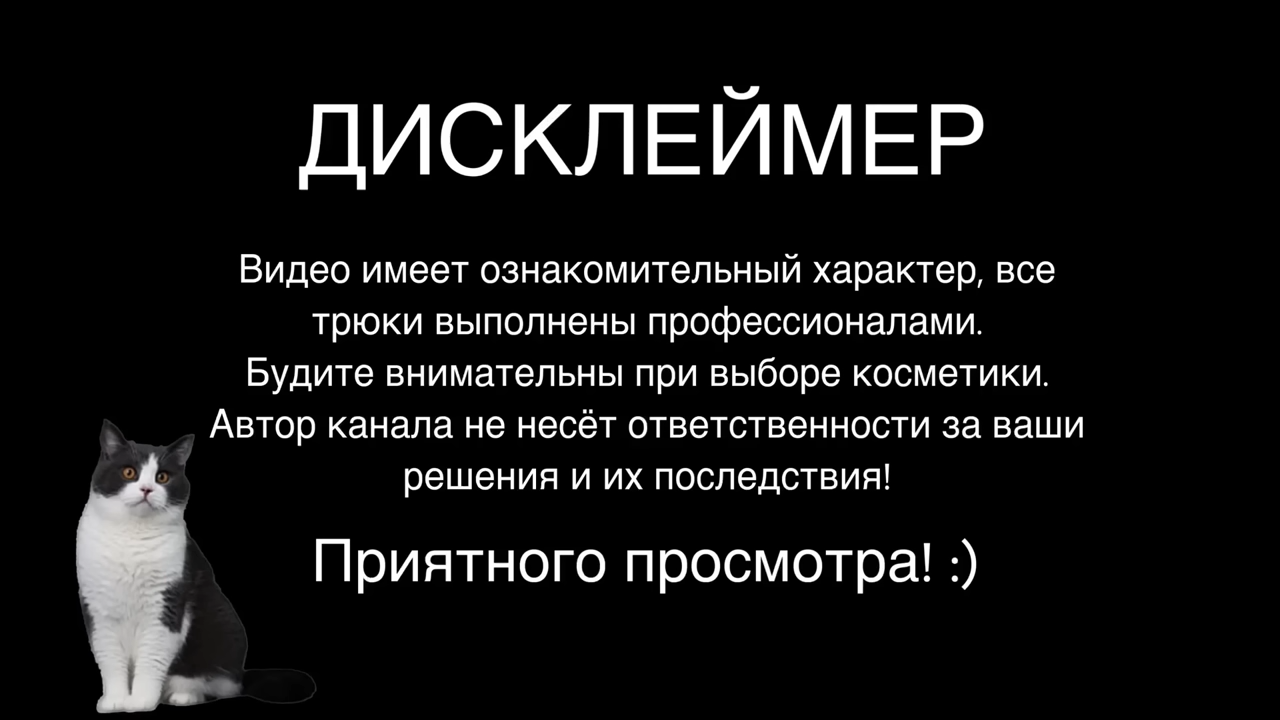 ДИСКЛЕЙМЕР
Видео имеет ознакомительный характер, все
трюки выполнены профессионалами.
Будите внимательны при выборе косметики.
Автор канала не несёт ответственности за ваши
решения и их последствия!
Приятного просмотра! :)